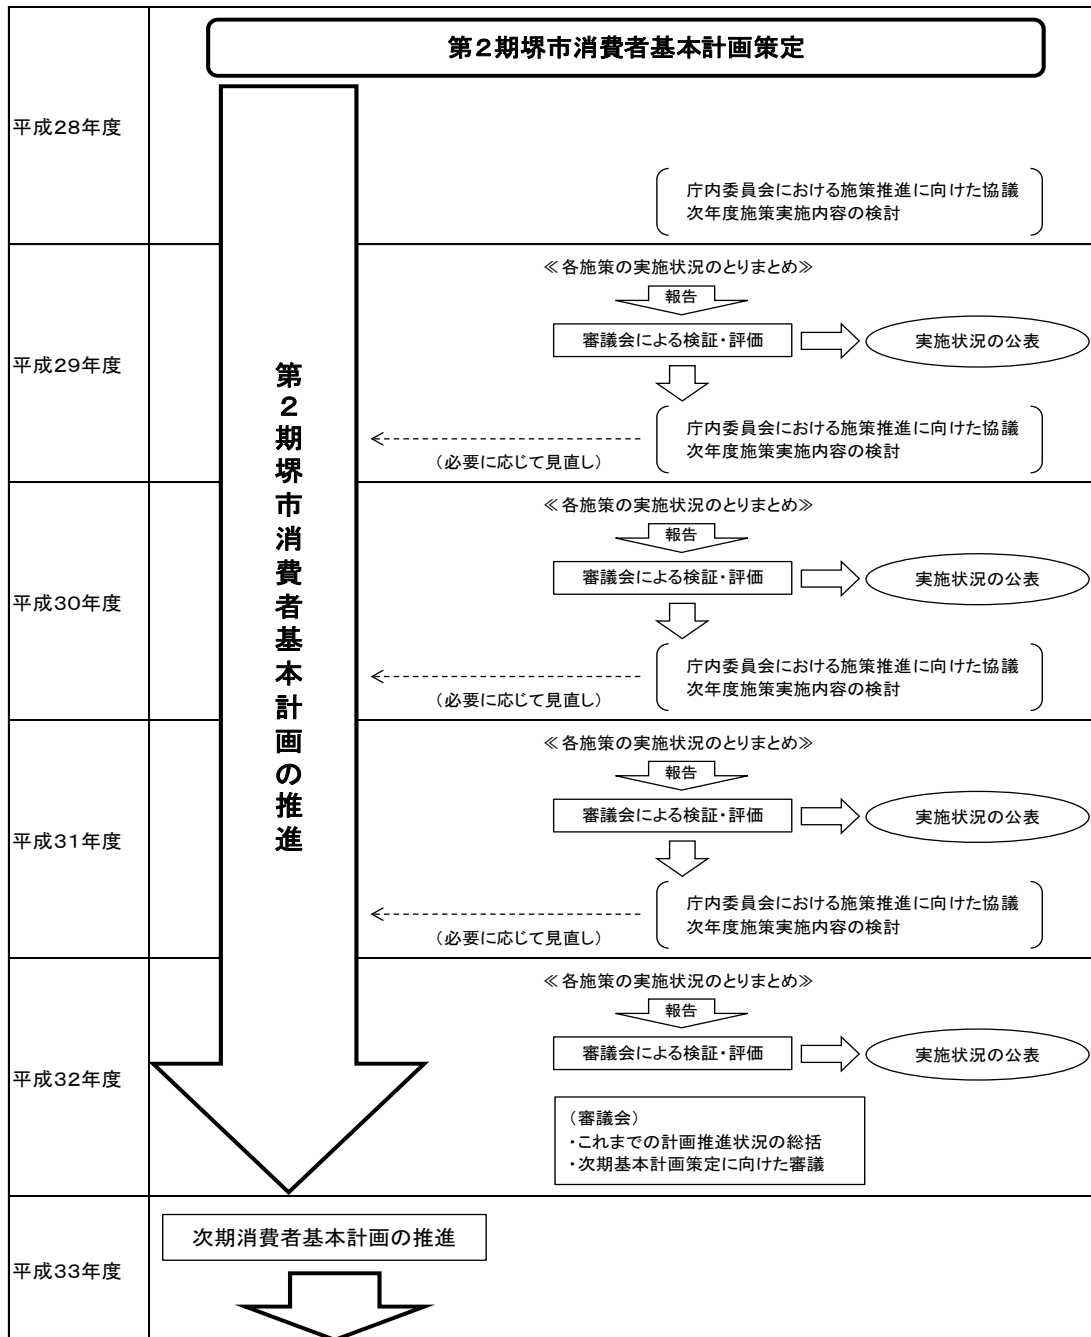 第2期堺市消費者基本計画策定
平成28年度
庁内委員会における施策推進に向けた協議
次年度施策実施内容の検討
第2期堺市消費者基本計画の推進
平成29年度
≪各施策の実施状況のとりまとめ≫
報告
審議会による検証・評価
実施状況の公表
庁内委員会における施策推進に向けた協議
次年度施策実施内容の検討
（必要に応じて見直し）
平成30年度
≪各施策の実施状況のとりまとめ≫
報告
審議会による検証・評価
実施状況の公表
庁内委員会における施策推進に向けた協議
次年度施策実施内容の検討
（必要に応じて見直し）
平成31年度
≪各施策の実施状況のとりまとめ≫
報告
審議会による検証・評価
実施状況の公表
庁内委員会における施策推進に向けた協議
次年度施策実施内容の検討
（必要に応じて見直し）
平成32年度
≪各施策の実施状況のとりまとめ≫
報告
審議会による検証・評価
実施状況の公表
（審議会）
・これまでの計画推進状況の総括
・次期基本計画策定に向けた審議
平成33年度
次期消費者基本計画の推進